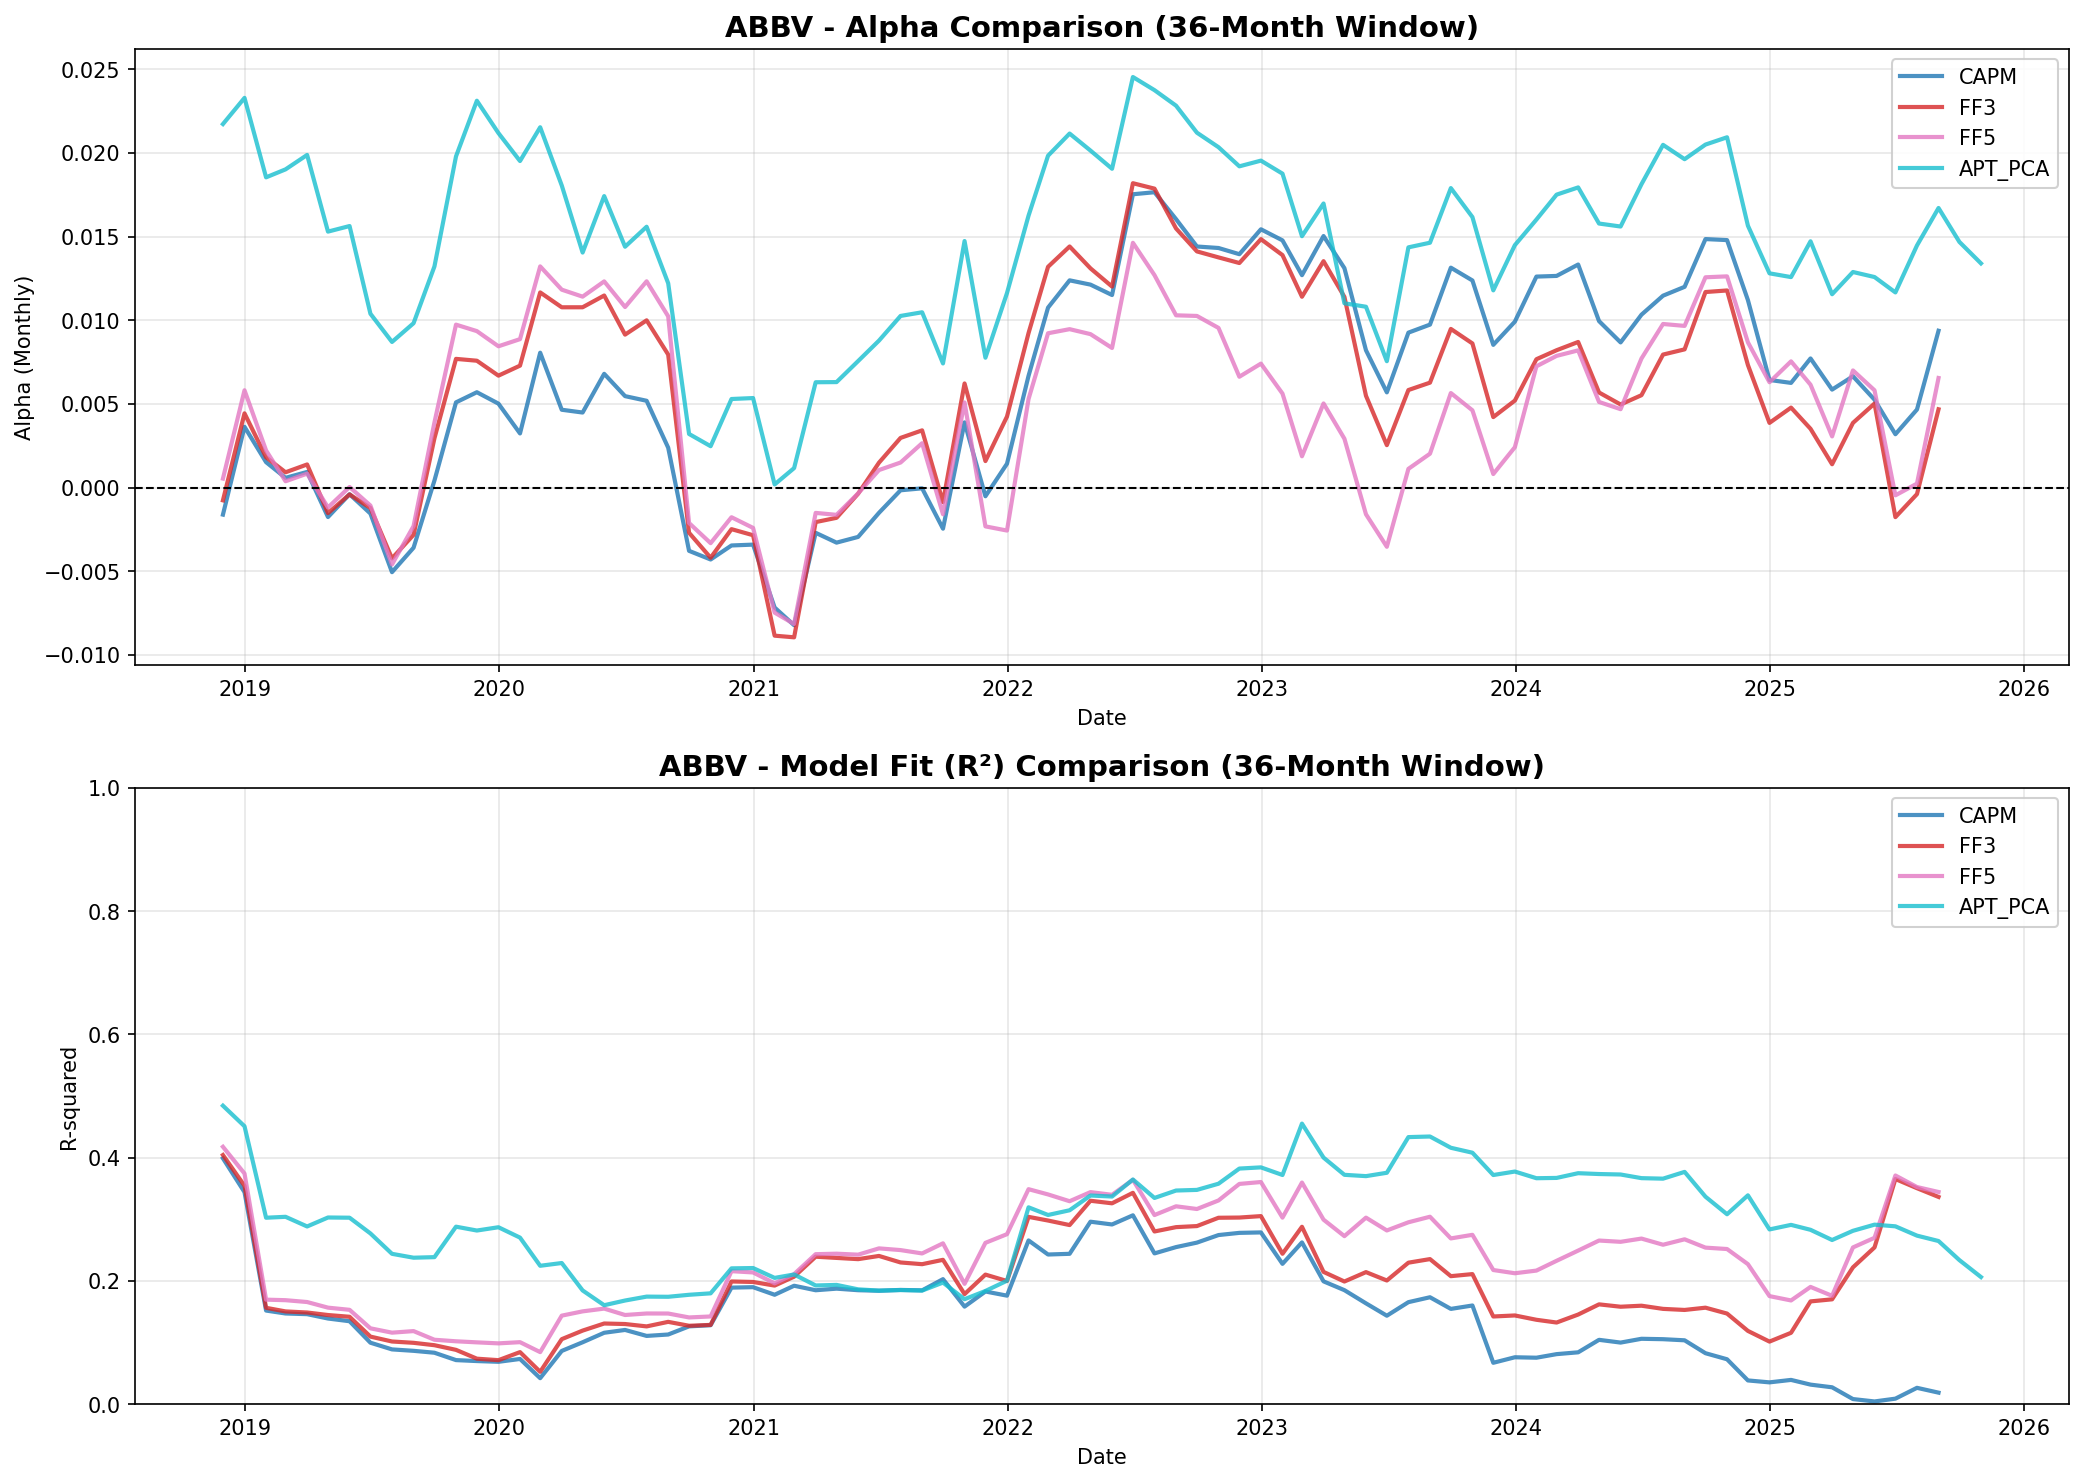 ABBV - Alpha Comparison (36-Month Window)
Alpha (Monthly)
0.025
0.020
0.015
0.010
0.005
0.000
−0.005
−0.010
CAPM
FF3
FF5
APT_PCA
2019 2020 2021 2022 2023 2024 2025 2026
Date
ABBV - Model Fit (R²) Comparison (36-Month Window)
R-squared
1.0
0.8
0.6
0.4
0.2
0.0
CAPM
FF3
FF5
APT_PCA
2019 2020 2021 2022 2023 2024 2025 2026
Date